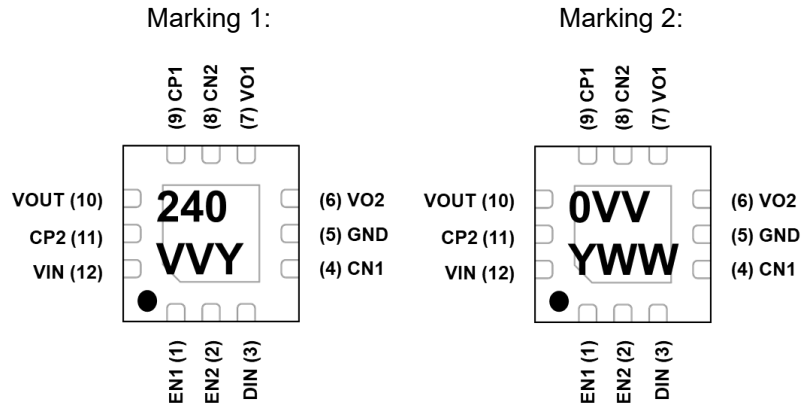 Marking 1:
Marking 2:
(9) CP1
(8) CN2
(7) VO1
VOUT (10)
CP2 (11)
VIN (12)
240
VVY
(6) VO2
(5) GND
(4) CN1
EN1 (1)
EN2 (2)
DIN (3)
(9) CP1
(8) CN2
(7) VO1
VOUT (10)
CP2 (11)
VIN (12)
0VV
YWW
(6) VO2
(5) GND
(4) CN1
EN1 (1)
EN2 (2)
DIN (3)